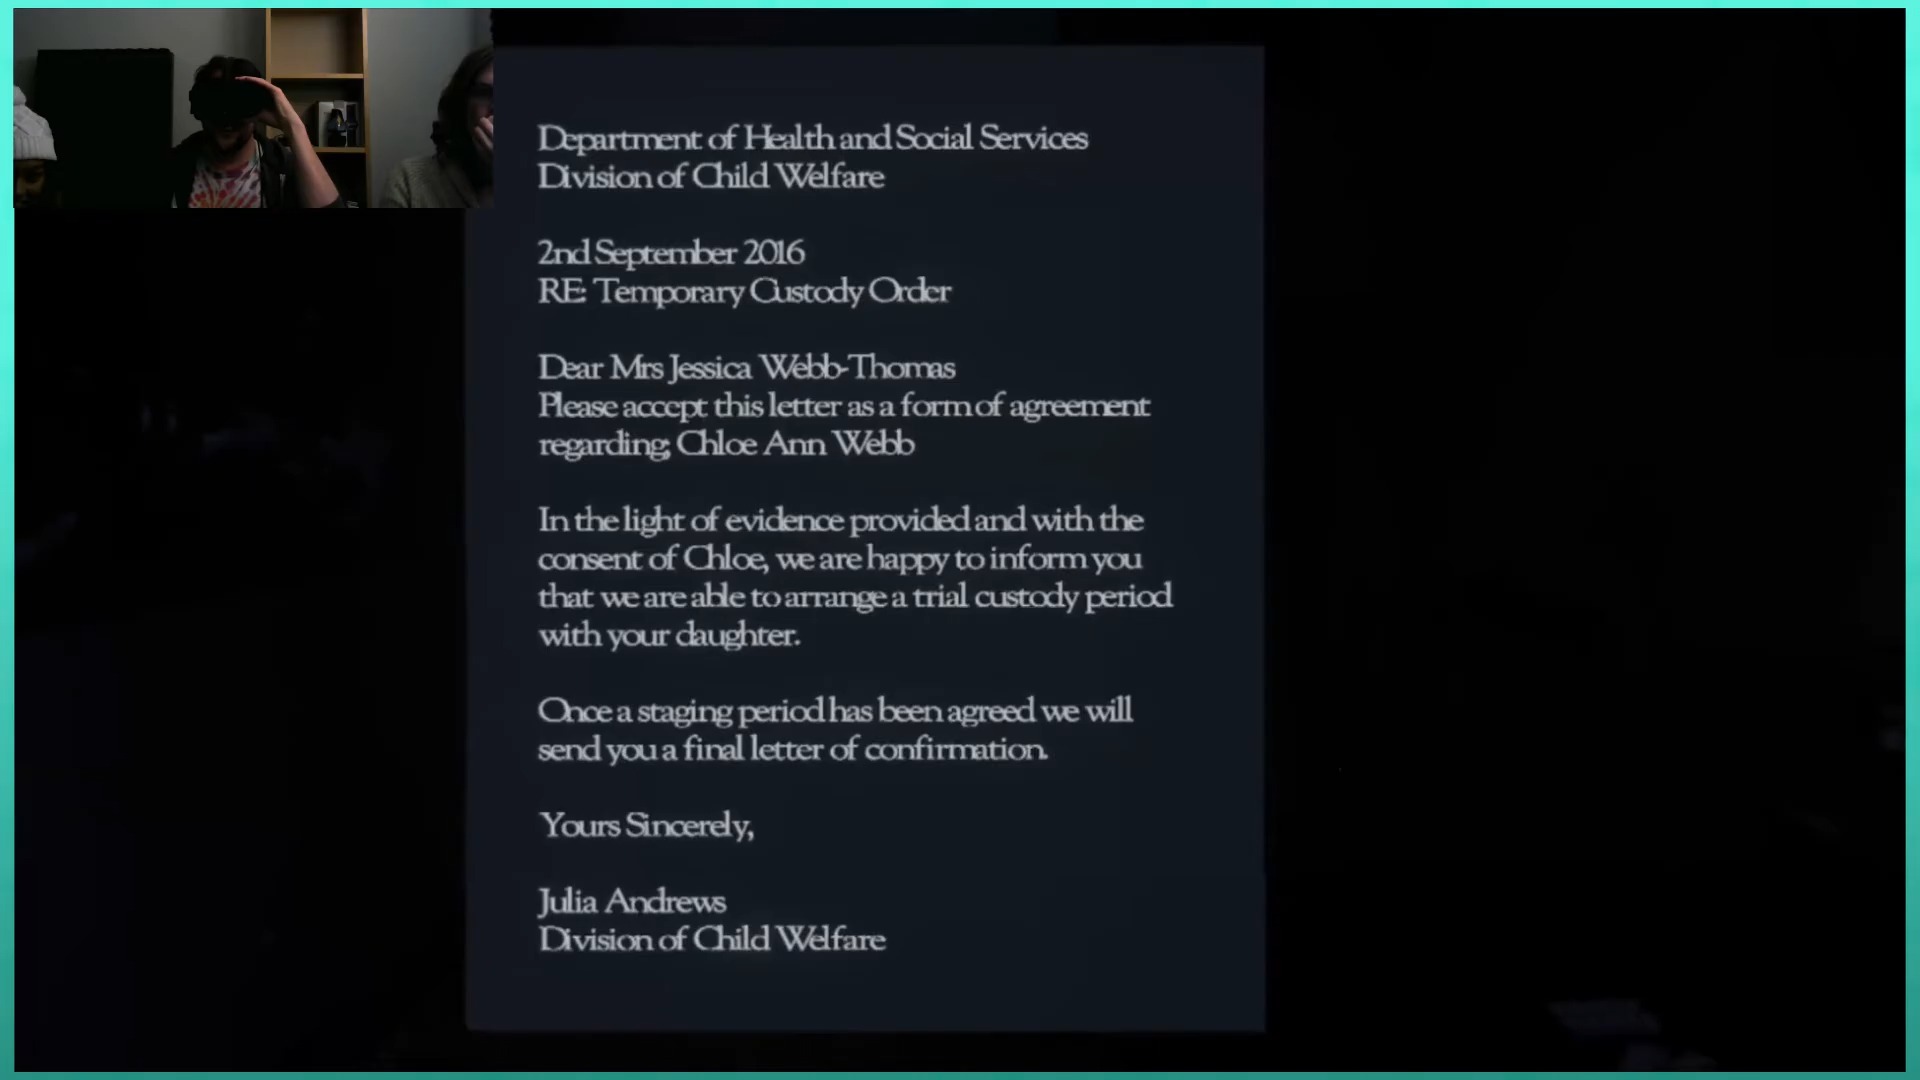 Department of Health and Social Services
Division of Child Welfare
2nd September 2016
RE: Temporary Custody Order
Dear Mrs Jessica Webb-Thomas
Please accept this letter as a form of agreement
regarding; Chloe Ann Webb
In the light of evidence provided and with the
consent of Chloe, we are happy to inform you
that we are able to arrange a trial custody period
with your daughter.
Once a staging period has been agreed we will
send you a final letter of confirmation.
Yours Sincerely,
Julia Andrews
Division of Child Welfare